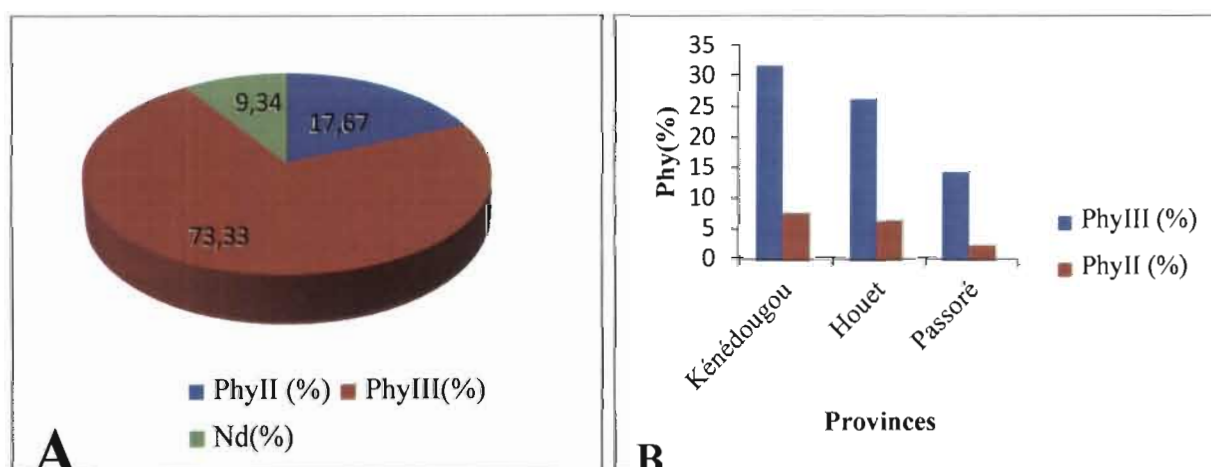 9,34
17,67
73,33
PhyII (%) PhyIII(%)
Nd(%)
A
35
30
25
20
15
10
5
0
Phy(%)
Kénédougou
Houet
Passoré
Provinces
PhyIII (%)
PhyII (%)
B